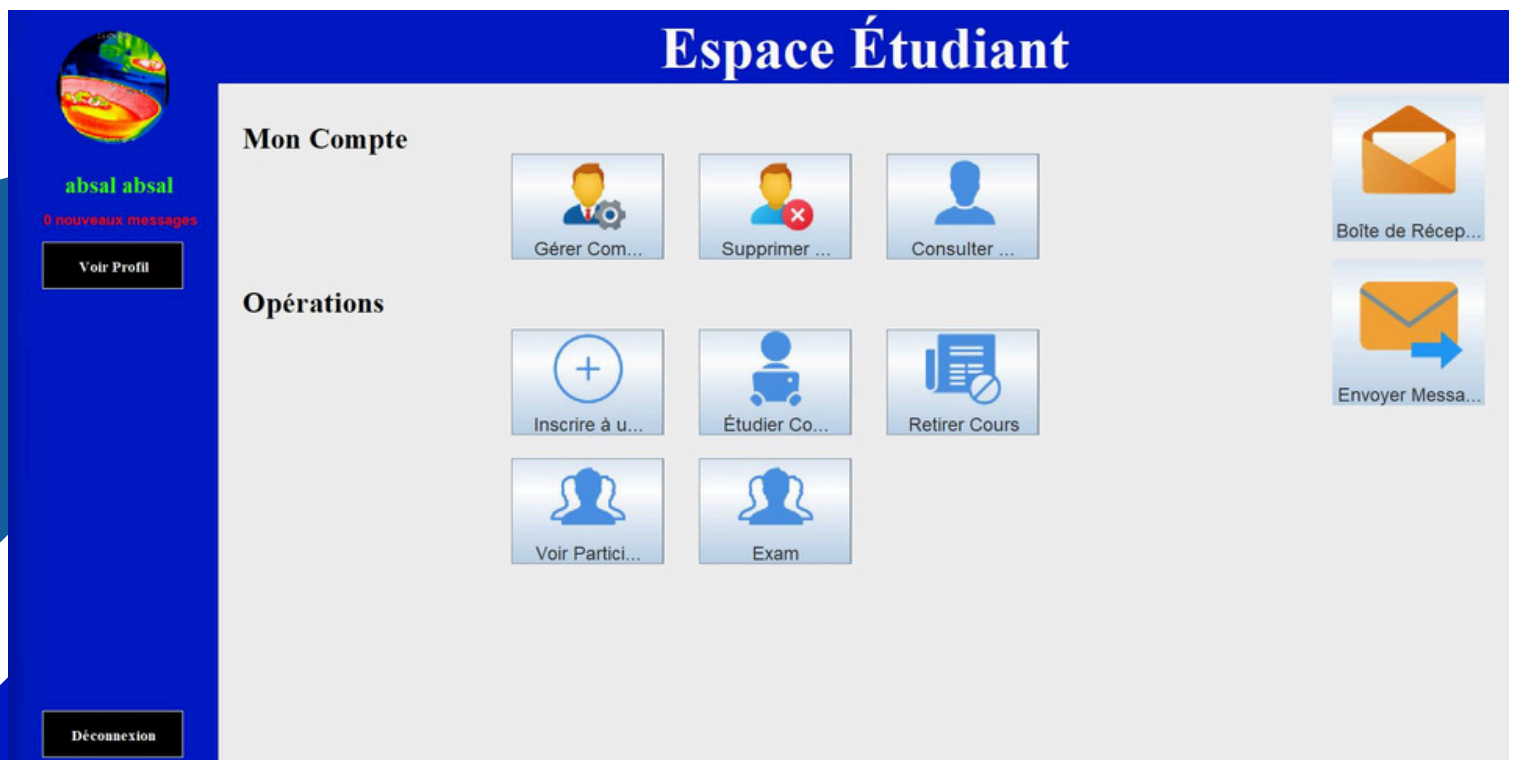 Espace Étudiant
absal absal
0 nouveaux messages
Voir Profil
Déconnexion
Mon Compte
Gérer Com...
Supprimer ...
Consulter ...
Opérations
Inscrire à u...
Étudier Co...
Retirer Cours
Voir Partici...
Exam
Boîte de Récep...
Envoyer Messa...